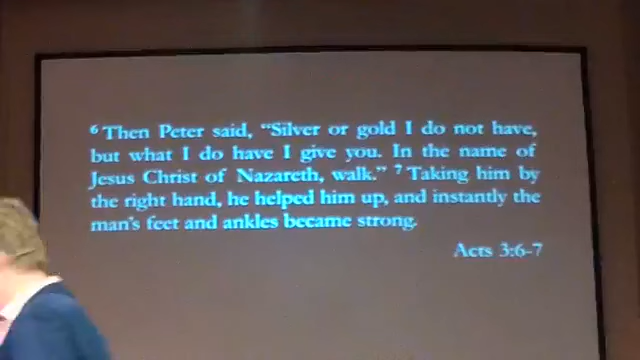 ⁶ Then Peter said, “Silver or gold I do not have,
but what I do have I give you. In the name of
Jesus Christ of Nazareth, walk.” ⁷ Taking him by
the right hand, he helped him up, and instantly the
man’s feet and ankles became strong.
Acts 3:6-7